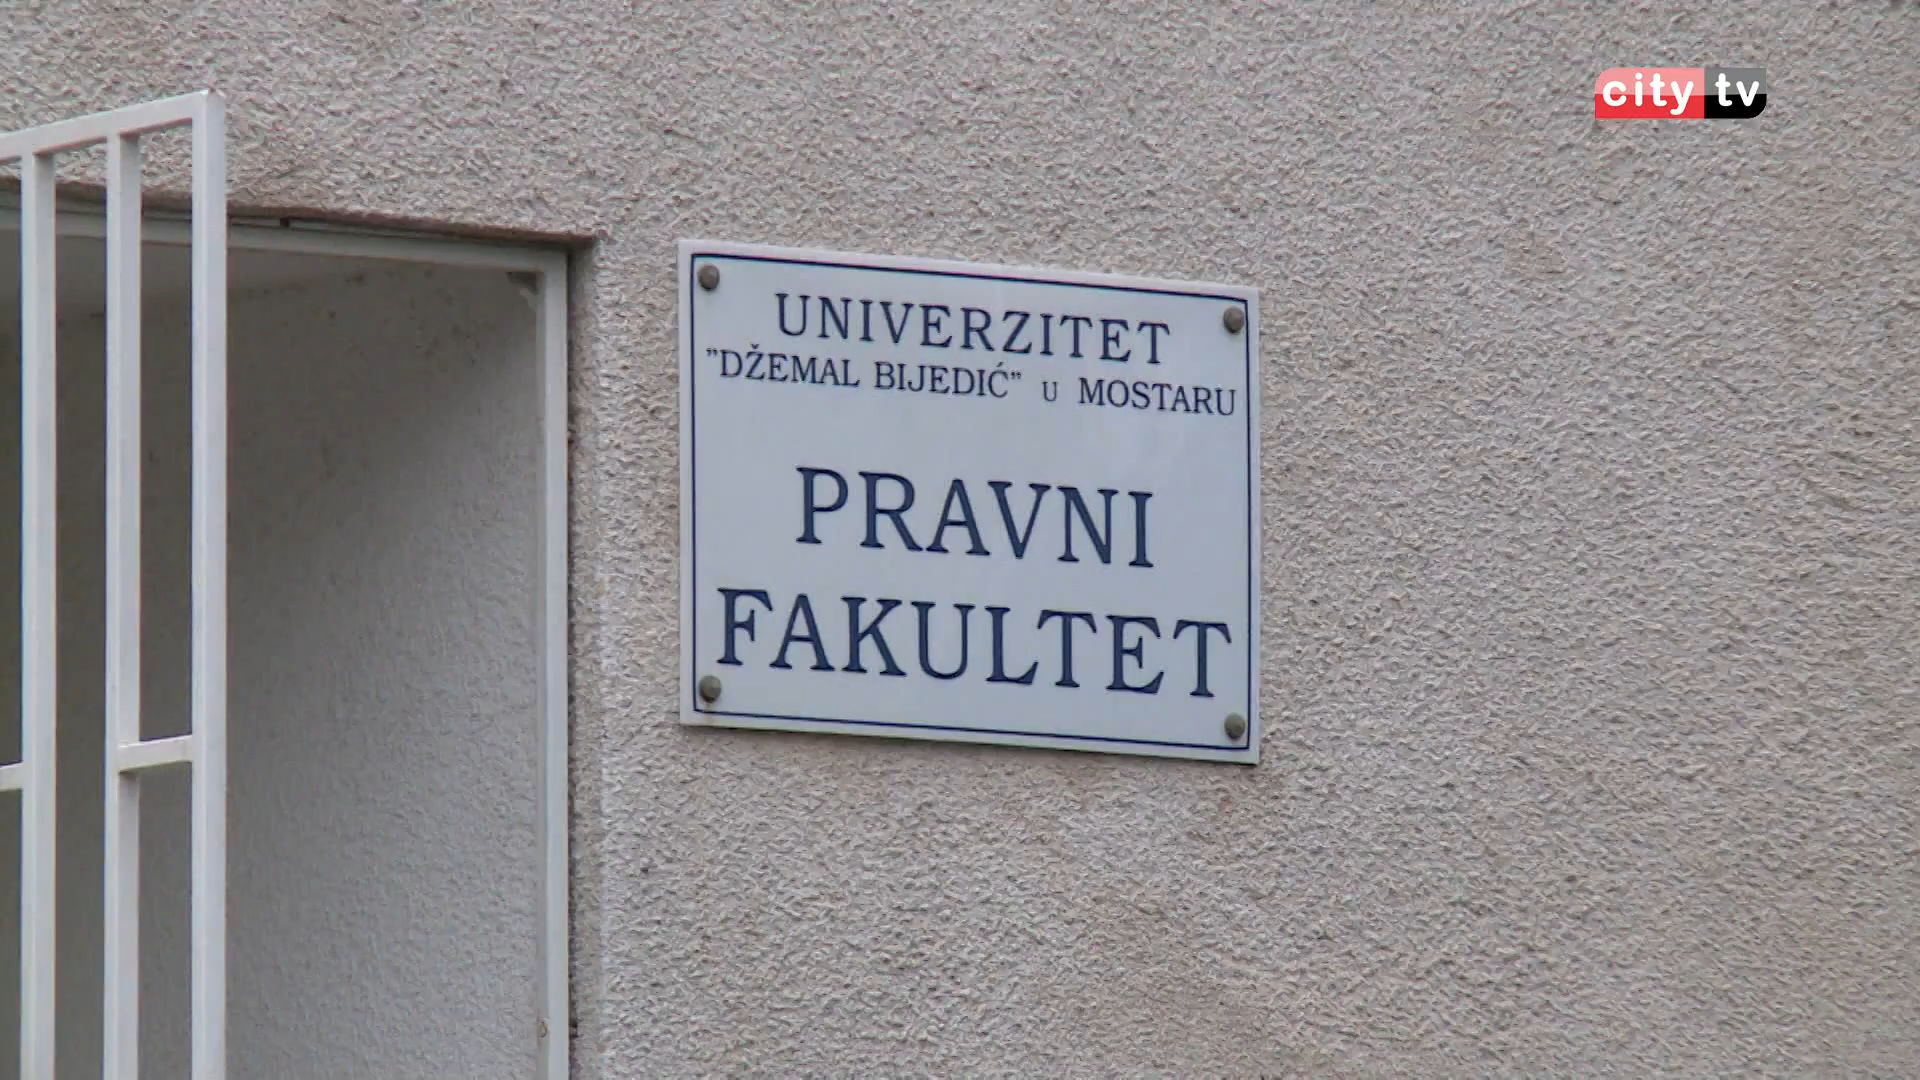 city tv
UNIVERZITET
”DŽEMAL BIJEDIĆ” U MOSTARU
PRAVNI
FAKULTET